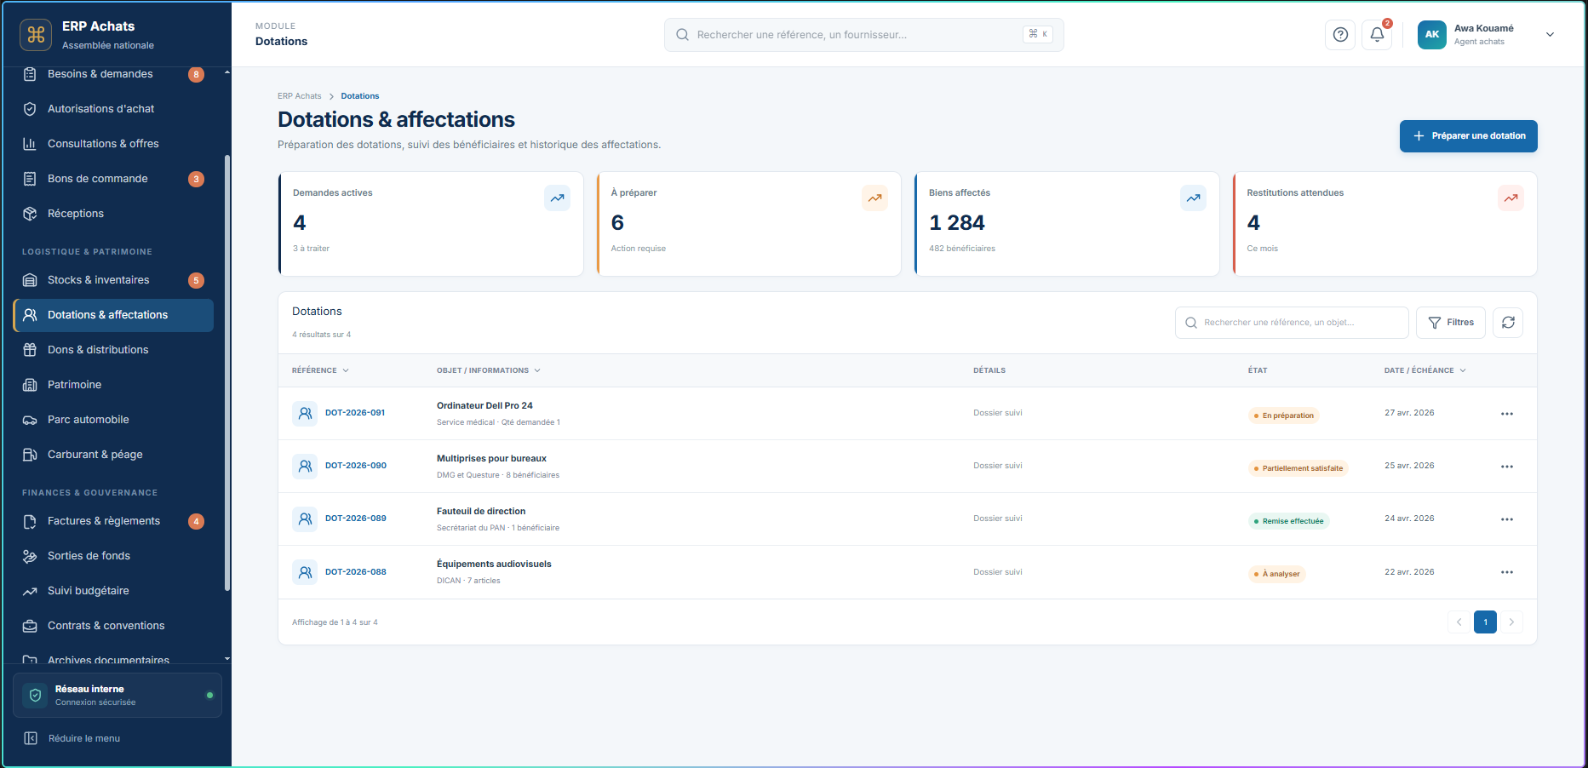 ERP Achats
Assemblée nationale
Besoins & demandes 8
Autorisations d'achat
Consultations & offres
Bons de commande 3
Réceptions
LOGISTIQUE & PATRIMOINE
Stocks & inventaires 5
Dotations & affectations
Dons & distributions
Patrimoine
Parc automobile
Carburant & péage
FINANCES & GOUVERNANCE
Factures & règlements 4
Sorties de fonds
Suivi budgétaire
Contrats & conventions
Archives documentaires
Réseau interne
Connexion sécurisée
Réduire le menu
MODULE
Dotations
Rechercher une référence, un fournisseur... ⌘ K
2
AK
Awa Kouamé
Agent achats
ERP Achats > Dotations
Dotations & affectations
Préparation des dotations, suivi des bénéficiaires et historique des affectations.
+ Préparer une dotation
Demandes actives
4
3 à traiter
À préparer
6
Action requise
Biens affectés
1 284
482 bénéficiaires
Restitutions attendues
4
Ce mois
Dotations
4 résultats sur 4
Rechercher une référence, un objet...
Filtres
RÉFÉRENCE OBJET / INFORMATIONS DÉTAILS ÉTAT DATE / ÉCHÉANCE
DOT-2026-091 Ordinateur Dell Pro 24 Dossier suivi En préparation 27 avr. 2026
Service médical · Qté demandée 1
DOT-2026-090 Multiprises pour bureaux Dossier suivi Partiellement satisfaite 25 avr. 2026
DMG et Questure · 8 bénéficiaires
DOT-2026-089 Fauteuil de direction Dossier suivi Remise effectuée 24 avr. 2026
Secrétariat du PAN · 1 bénéficiaire
DOT-2026-088 Équipements audiovisuels Dossier suivi À analyser 22 avr. 2026
DICAN · 7 articles
Affichage de 1 à 4 sur 4
1